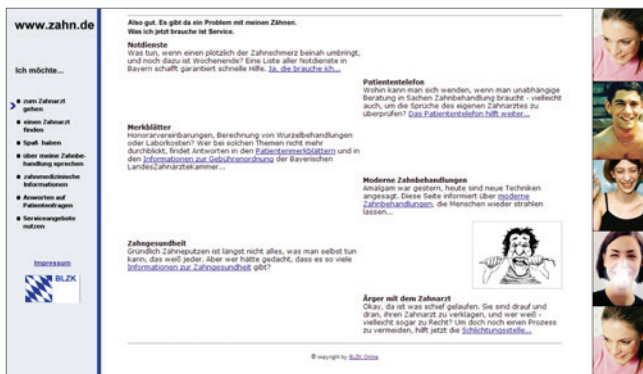 www.zahn.de
Ich möchte...
zum Zahnarzt
gehen
einen Zahnarzt
finden
Spaß haben
über meine Zahnbe-
handlung sprechen
zahnmedizinische
Informationen
Anworten auf
Patientenfragen
Serviceangebote
nutzen
Impressum
BLZK
Also gut. Es gibt da ein Problem mit meinen Zähnen.
Was ich jetzt brauche ist Service.
Notdienste
Was tun, wenn einen plötzlich der Zahnschmerz beinah umbringt,
und noch dazu ist Wochenende? Eine Liste aller Notdienste in
Bayern schafft garantiert schnelle Hilfe. Ja, die brauche ich...
Patiententelefon
Wohin kann man sich wenden, wenn man unabhängige
Beratung in Sachen Zahnbehandlung braucht - vielleicht
auch, um die Sprüche des eigenen Zahnarztes zu
überprüfen? Das Patiententelefon hilft weiter...
Merkblätter
Honorarvereinbarungen, Berechnung von Wurzelbehandlungen
oder Laborkosten? Wer bei solchen Themen nicht mehr
durchblickt, findet Antworten in den Patientenmerkblättern und in
den Informationen zur Gebührenordnung der Bayerischen
LandesZahnärztekammer...
Moderne Zahnbehandlungen
Amalgam war gestern, heute sind neue Techniken
angesagt. Diese Seite informiert über moderne
Zahnbehandlungen, die Menschen wieder strahlen
lassen...
Zahngesundheit
Gründlich Zähneputzen ist längst nicht alles, was man selbst tun
kann, das weiß jeder. Aber wer hätte gedacht, dass es so viele
Informationen zur Zahngesundheit gibt?
Ärger mit dem Zahnarzt
Okay, da ist was schief gelaufen. Sie sind drauf und
dran, ihren Zahnarzt zu verklagen, und wer weiß -
vielleicht sogar zu Recht? Um doch noch einen Prozess
zu vermeiden, hilft jetzt die Schlichtungsstelle...
© copyright by BLZK Online